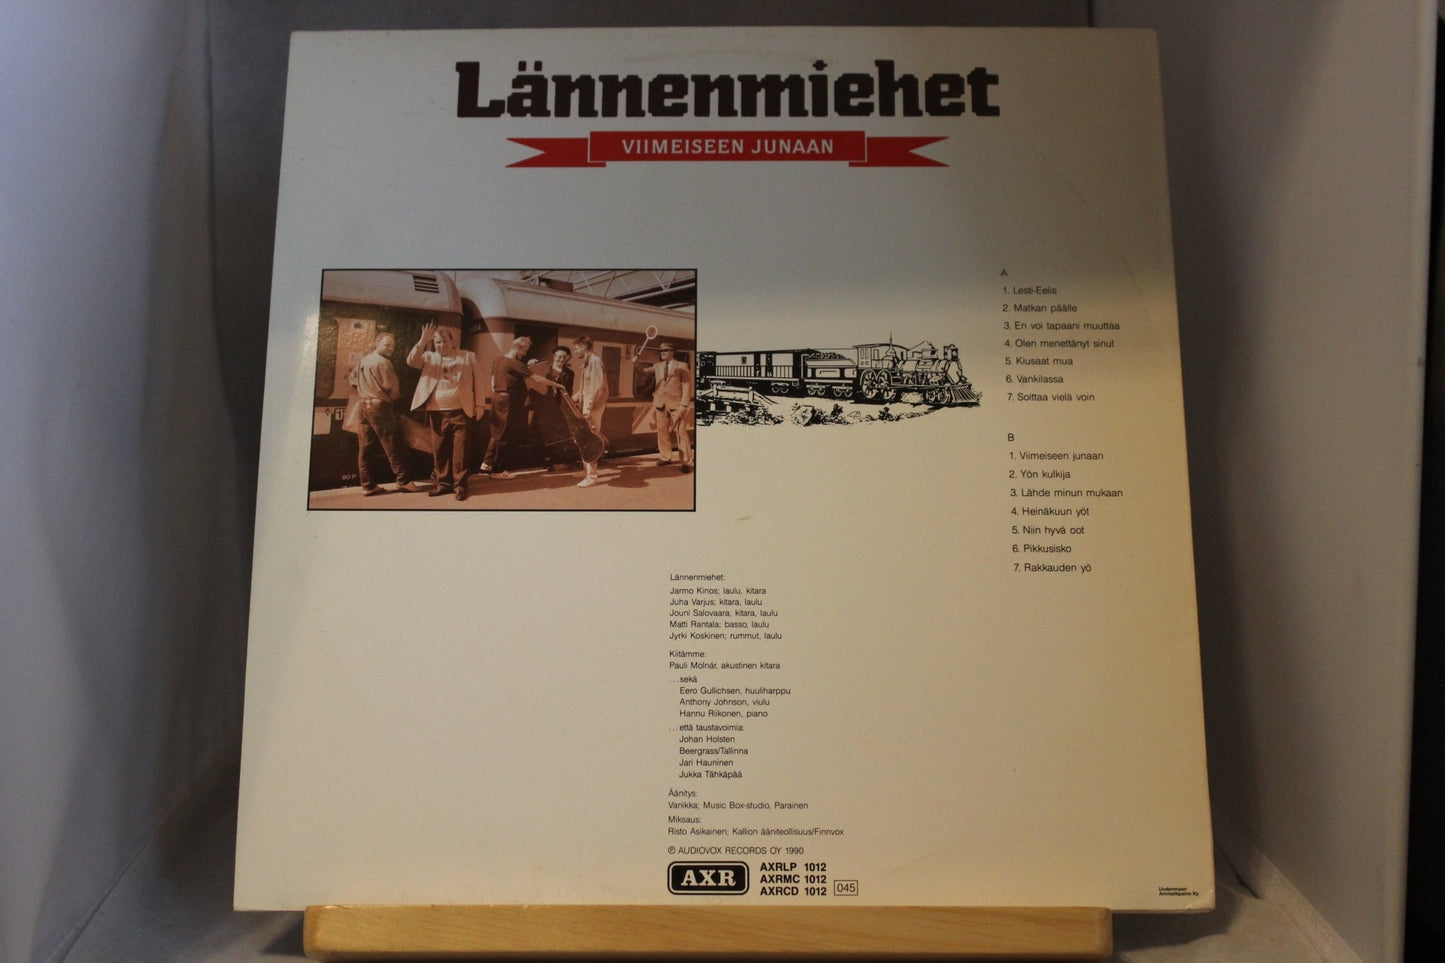 Lännenmiehet
VIIMEISEEN JUNAAN
A
1. Lesti-Eelis
2. Matkan päälle
3. En voi tapaani muuttaa
4. Olen menettänyt sinut
5. Kiusaat mua
6. Vankilassa
7. Soittaa vielä voin
B
1. Viimeiseen junaan
2. Yön kulkija
3. Lähde minun mukaan
4. Heinäkuun yöt
5. Niin hyvä oot
6. Pikkusisko
7. Rakkauden yö
Lännenmiehet:
Jarmo Kinos; laulu, kitara
Juha Varjus; kitara, laulu
Jouni Salovaara; kitara, laulu
Matti Rantala; basso, laulu
Jyrki Koskinen; rummut, laulu
Kiitämme:
Pauli Molnár, akustinen kitara
...sekä
Eero Gullichsen, huuliharppu
Anthony Johnson, viulu
Hannu Riikonen, piano
...että taustavoimia:
Johan Holsten
Beergrass/Tallinna
Jari Hauninen
Jukka Tähkäpää
Äänitys:
Vanikka; Music Box-studio, Parainen
Miksaus:
Risto Asikainen; Kallion ääniteollisuus/Finnvox
℗ AUDIOVOX RECORDS OY 1990
AXR
AXRLP 1012
AXRMC 1012
AXRCD 1012 045
Uudenmaan
Ammattipaino Ky